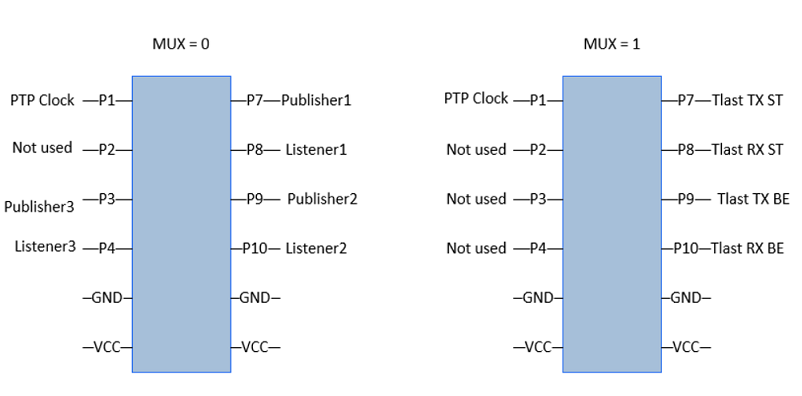 MUX = 0
PTP Clock P1 P7 Publisher1
Not used P2 P8 Listener1
Publisher3 P3 P9 Publisher2
Listener3 P4 P10 Listener2
GND GND
VCC VCC
MUX = 1
PTP Clock P1 P7 Tlast TX ST
Not used P2 P8 Tlast RX ST
Not used P3 P9 Tlast TX BE
Not used P4 P10 Tlast RX BE
GND GND
VCC VCC